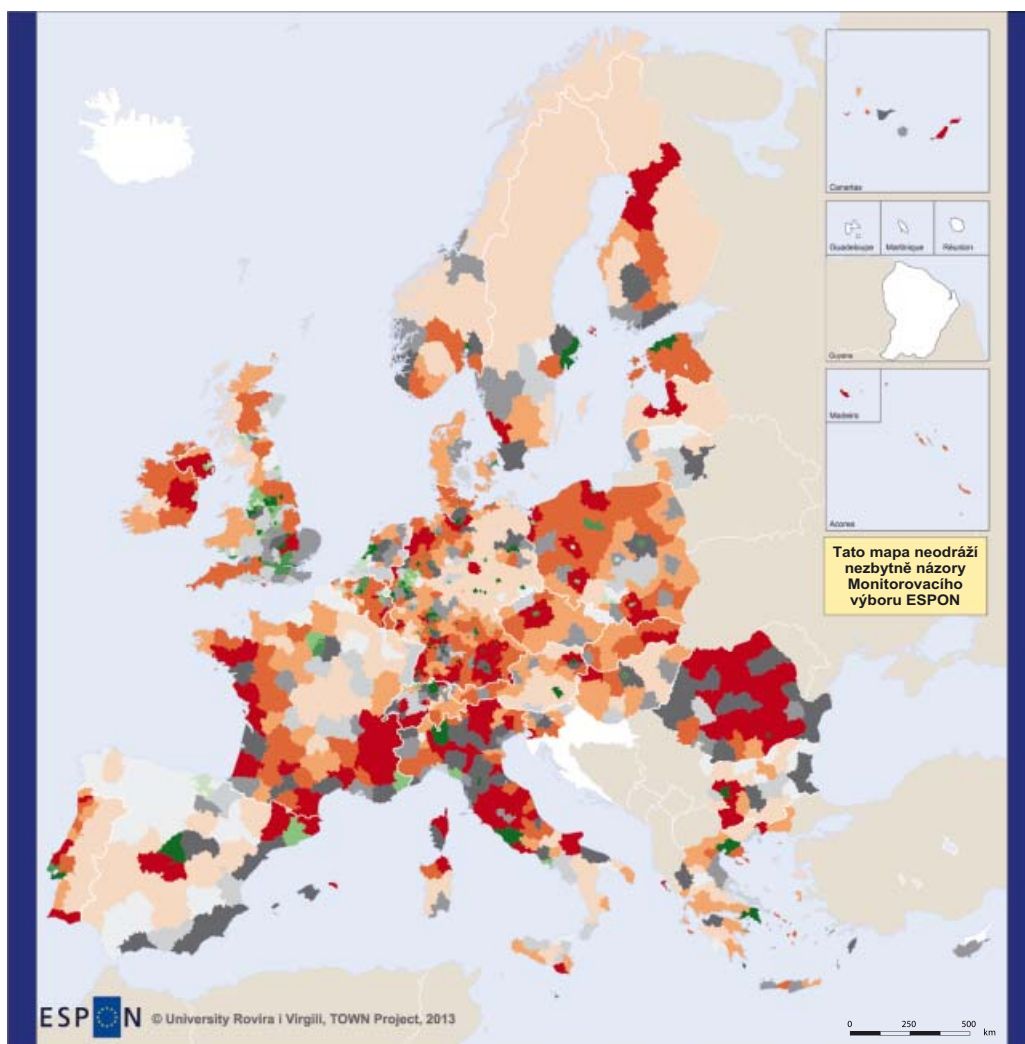 Canarias
Guadeloupe
Martinique
Réunion
Guyane
Madeira
Acores
Tato mapa neodráží
nezbytně názory
Monitorovacího
výboru ESPON
ESPON © University Rovira i Virgili, TOWN Project, 2013
0 250 500
km